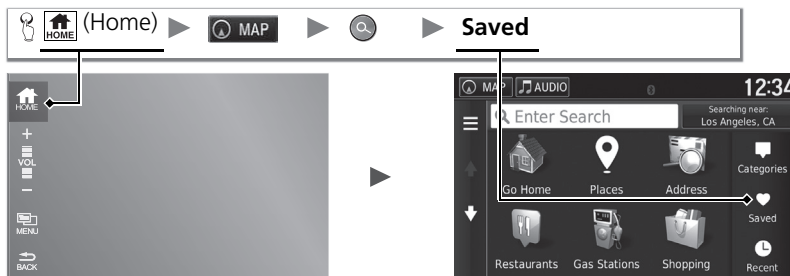 HOME (Home) MAP Saved
HOME
+
VOL
−
MENU
BACK
MAP AUDIO 12:34
Enter Search
Searching near:
Los Angeles, CA
Go Home Places Address
Categories
Saved
Restaurants Gas Stations Shopping
Recent